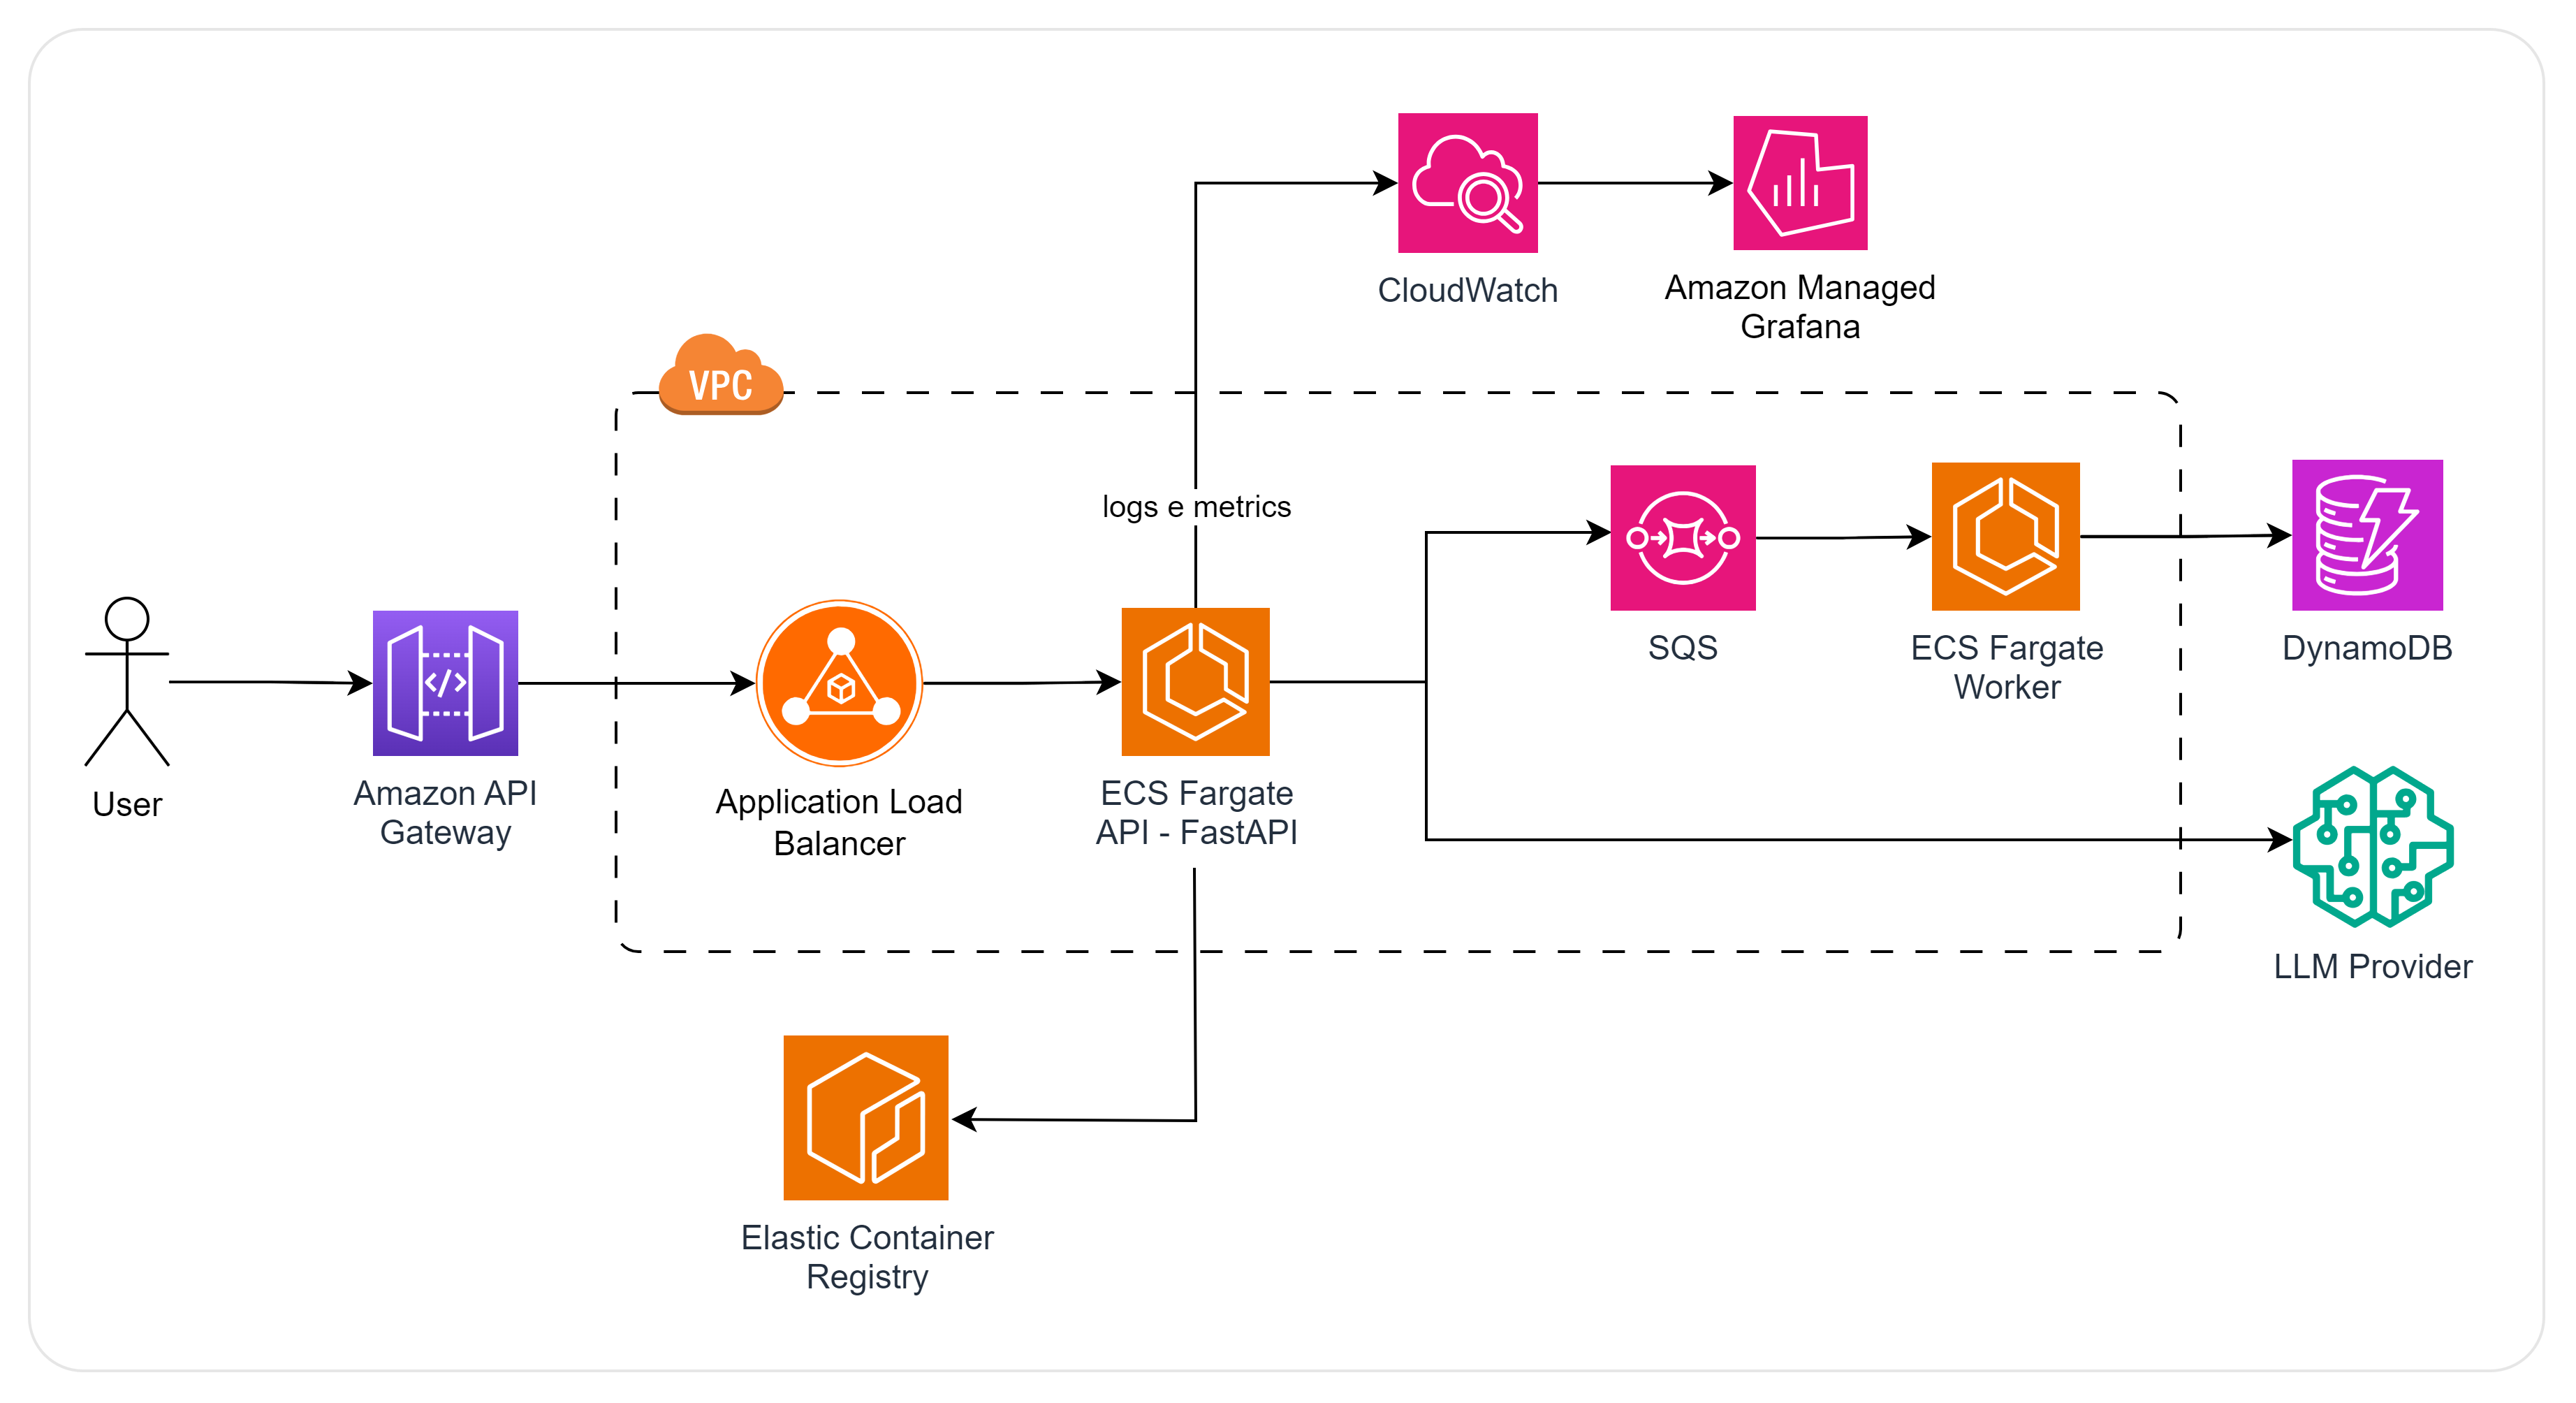 CloudWatch
Amazon Managed
Grafana
VPC
logs e metrics
SQS
ECS Fargate
Worker
DynamoDB
User
Amazon API
Gateway
Application Load
Balancer
ECS Fargate
API - FastAPI
LLM Provider
Elastic Container
Registry